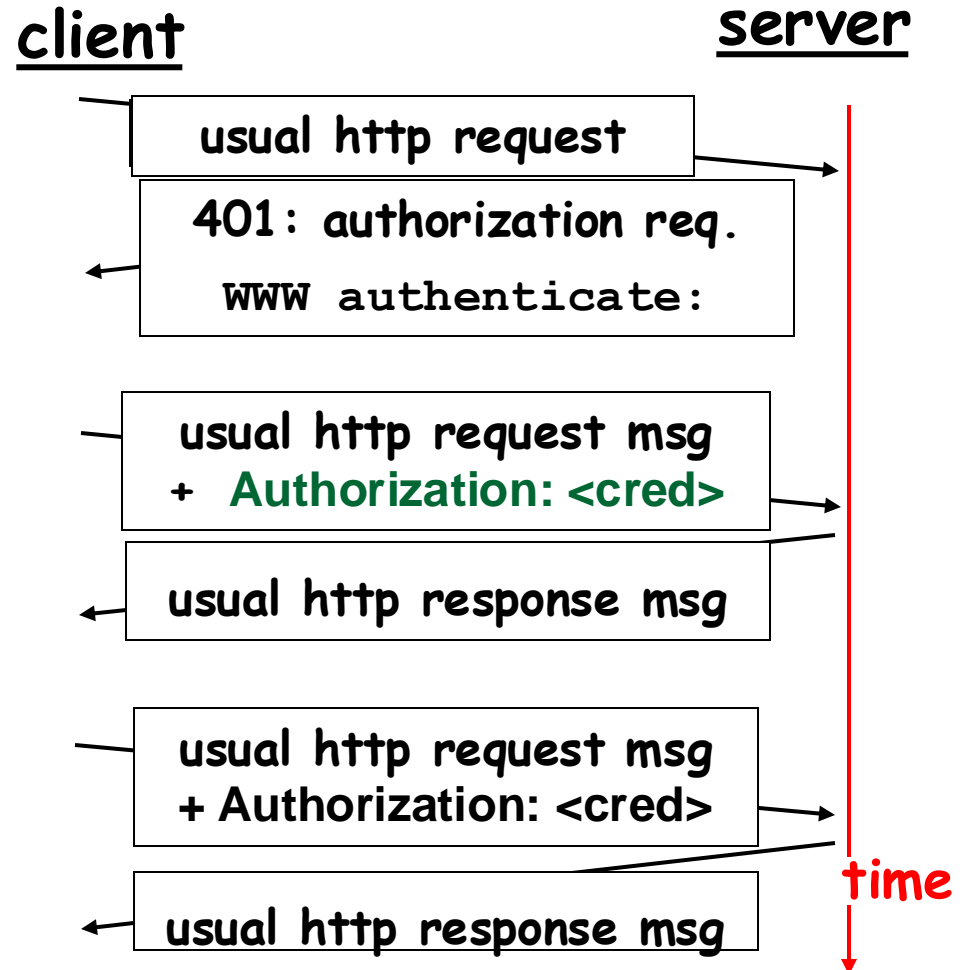 client
server
usual http request
401: authorization req.
WWW authenticate:
usual http request msg
+ Authorization: <cred>
usual http response msg
usual http request msg
+ Authorization: <cred>
time
usual http response msg